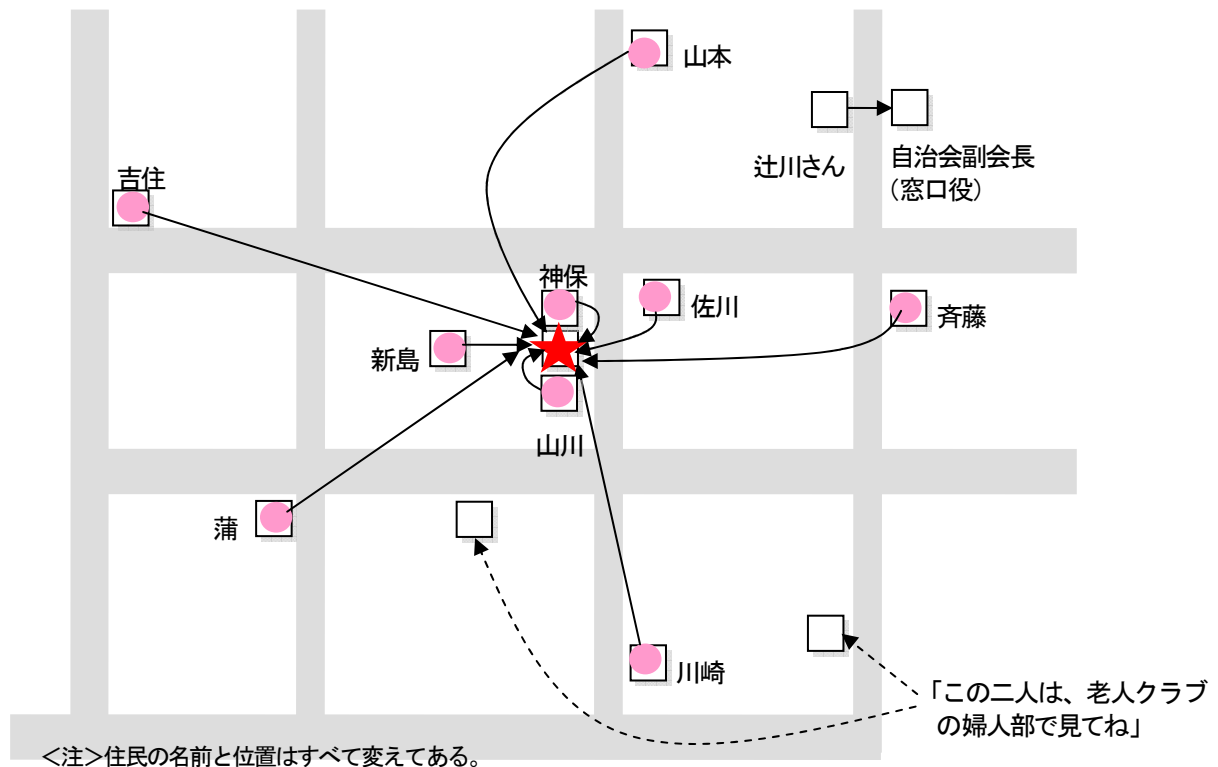 山本
辻川さん
自治会副会長
（窓口役）
吉住
神保
佐川
斉藤
新島
山川
蒲
川崎
「この二人は、老人クラブ
の婦人部で見てね」
＜注＞住民の名前と位置はすべて変えてある。